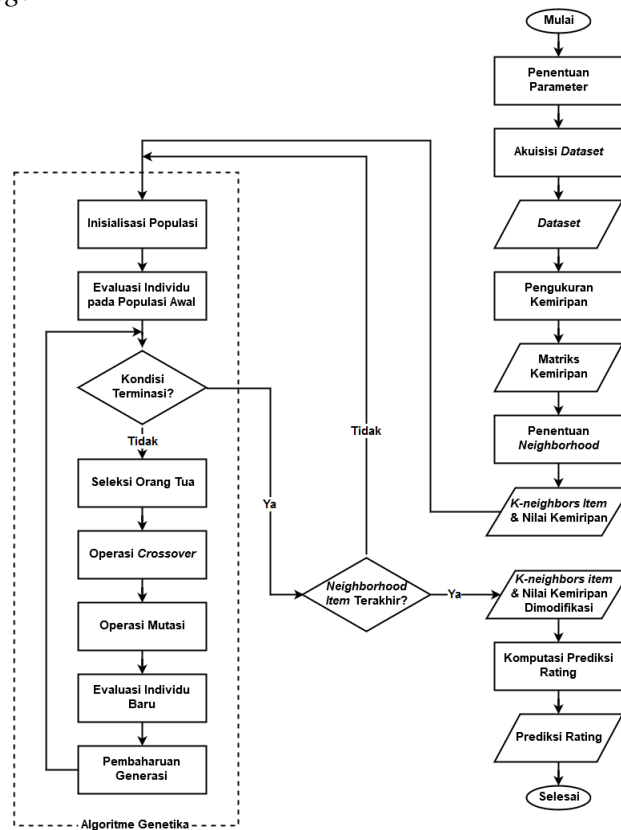 Mulai
Penentuan
Parameter
Akuisisi Dataset
Dataset
Pengukuran
Kemiripan
Matriks
Kemiripan
Penentuan
Neighborhood
K-neighbors Item
& Nilai Kemiripan
Inisialisasi Populasi
Evaluasi Individu
pada Populasi Awal
Kondisi
Terminasi?
Tidak
Seleksi Orang Tua
Operasi Crossover
Operasi Mutasi
Evaluasi Individu
Baru
Pembaharuan
Generasi
Algoritme Genetika
Ya
Neighborhood
Item Terakhir?
Tidak
Ya
K-neighbors item
& Nilai Kemiripan
Dimodifikasi
Komputasi Prediksi
Rating
Prediksi Rating
Selesai